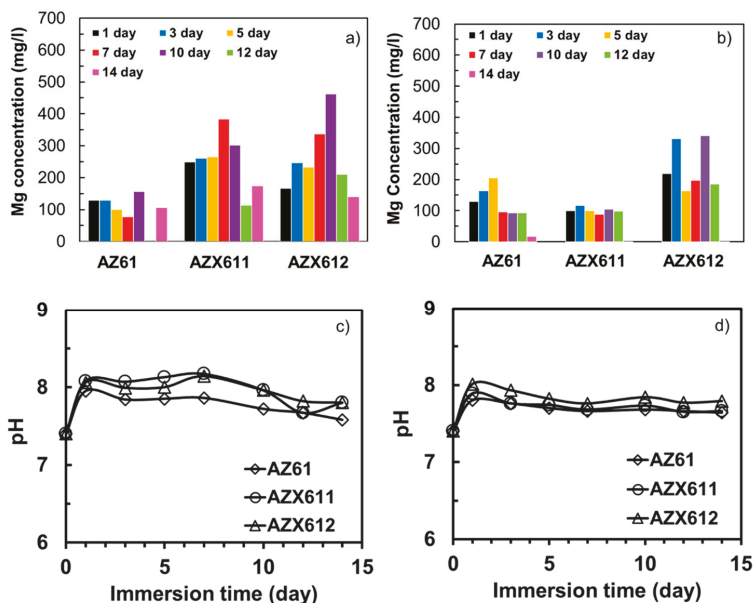 a)
1 day 3 day 5 day
7 day 10 day 12 day
14 day
Mg concentration (mg/l)
700
600
500
400
300
200
100
0
AZ61 AZX611 AZX612
b)
1 day 3 day 5 day
7 day 10 day 12 day
14 day
Mg Concentration (mg/l)
700
600
500
400
300
200
100
0
AZ61 AZX611 AZX612
c)
pH
9
8
7
6
AZ61
AZX611
AZX612
0 5 10 15
Immersion time (day)
d)
pH
9
8
7
6
AZ61
AZX611
AZX612
0 5 10 15
Immersion time (day)